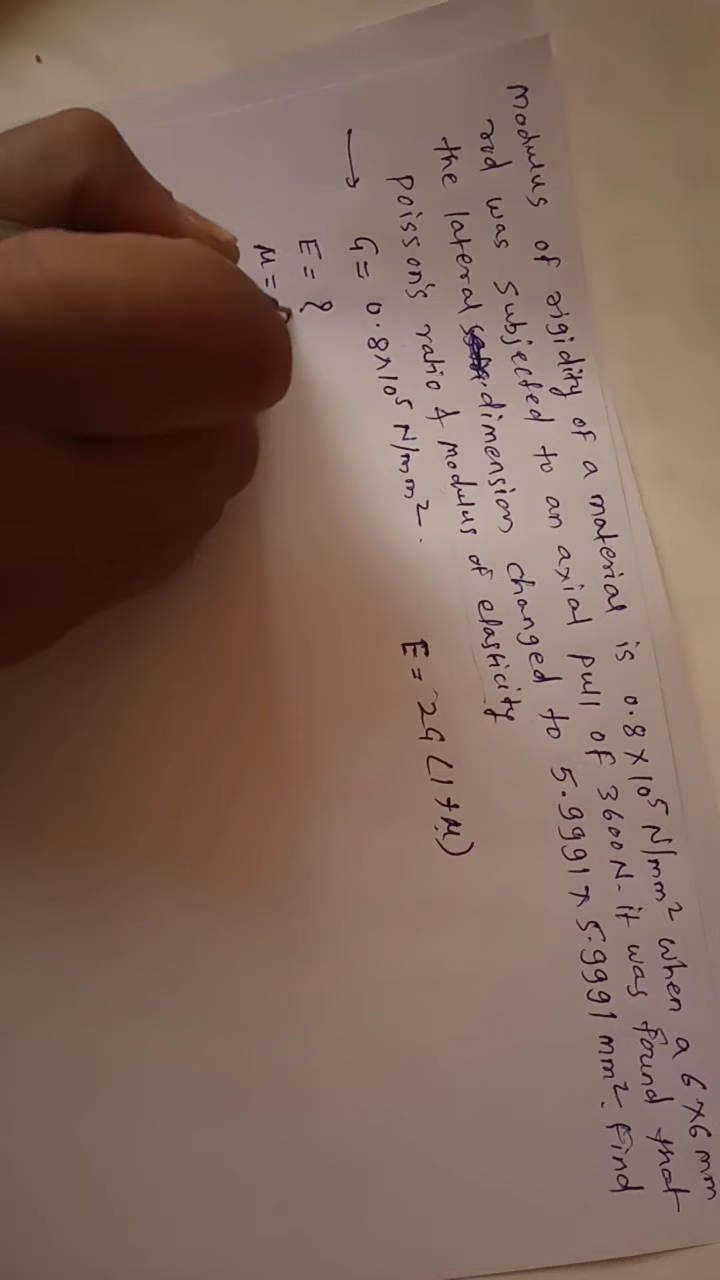 Modulus of rigidity of a material is 0.8×10⁵ N/mm² when a 6×6 mm
rod was subjected to an axial pull of 3600 N. it was found that
the lateral dimension changed to 5.9991 × 5.9991 mm². Find
poisson's ratio & modulus of elasticity
→ G = 0.8×10⁵ N/mm². E = 2G (1+μ)
E = ?
μ =